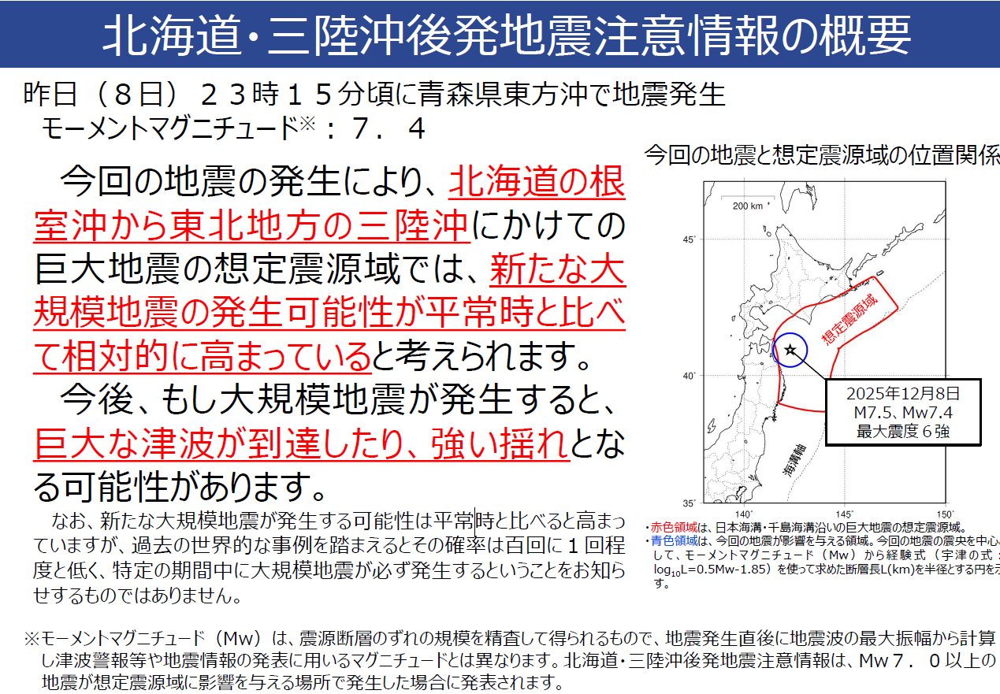 北海道・三陸沖後発地震注意情報の概要
昨日（８日）２３時１５分頃に青森県東方沖で地震発生
モーメントマグニチュード※：７．４
今回の地震の発生により、北海道の根
室沖から東北地方の三陸沖にかけての
巨大地震の想定震源域では、新たな大
規模地震の発生可能性が平常時と比べ
て相対的に高まっていると考えられます。
今後、もし大規模地震が発生すると、
巨大な津波が到達したり、強い揺れとな
る可能性があります。
なお、新たな大規模地震が発生する可能性は平常時と比べると高まっ
ていますが、過去の世界的な事例を踏まえるとその確率は百回に１回程
度と低く、特定の期間中に大規模地震が必ず発生するということをお知ら
せするものではありません。
今回の地震と想定震源域の位置関係
200 km
45°
想定震源域
40°
2025年12月8日
M7.5、Mw7.4
最大震度６強
海溝軸
35°
140°
145°
150°
・赤色領域は、日本海溝・千島海溝沿いの巨大地震の想定震源域。
・青色領域は、今回の地震が影響を与える領域。今回の地震の震央を中心
して、モーメントマグニチュード（Mw）から経験式（宇津の式：
log10L=0.5Mw-1.85）を使って求めた断層長L(km)を半径とする円を示
す。
※モーメントマグニチュード（Mw）は、震源断層のずれの規模を精査して得られるもので、地震発生直後に地震波の最大振幅から計算
し津波警報等や地震情報の発表に用いるマグニチュードとは異なります。北海道・三陸沖後発地震注意情報は、Mw７．０以上の
地震が想定震源域に影響を与える場所で発生した場合に発表されます。